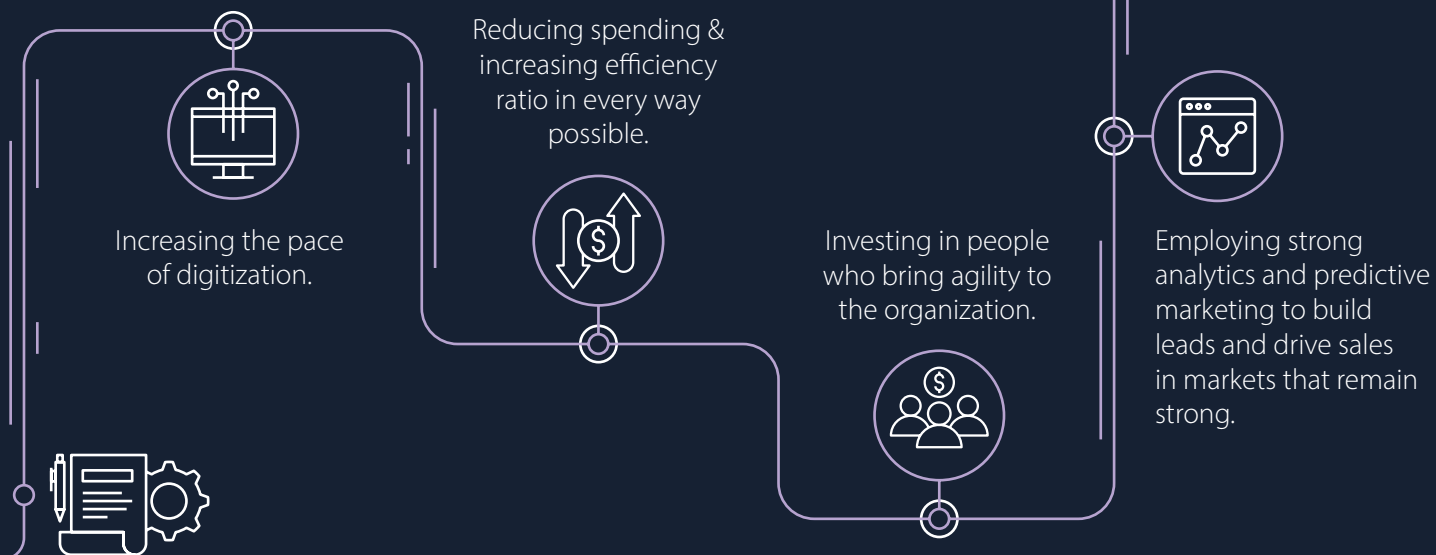 Increasing the pace
of digitization.
Reducing spending &
increasing efficiency
ratio in every way
possible.
Investing in people
who bring agility to
the organization.
Employing strong
analytics and predictive
marketing to build
leads and drive sales
in markets that remain
strong.